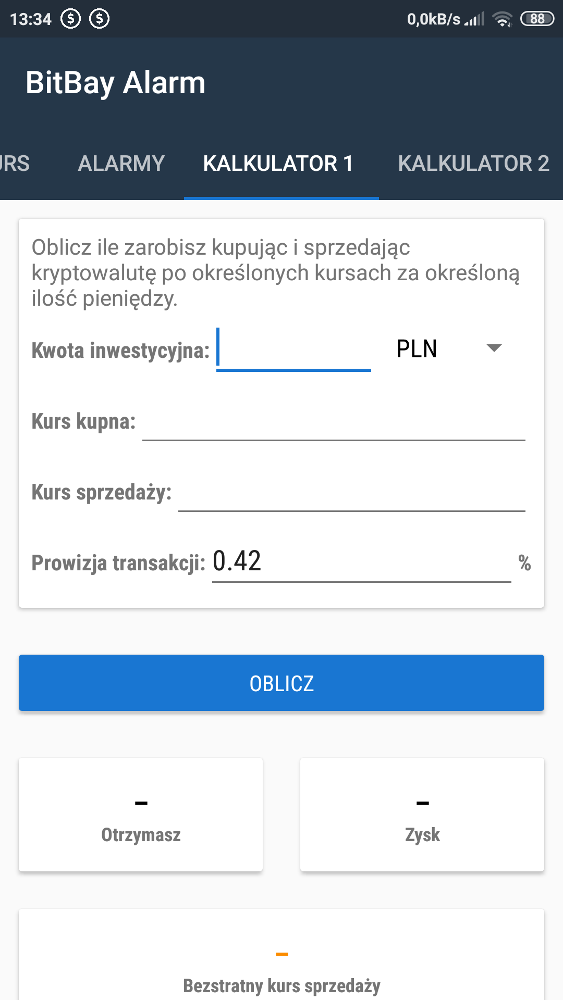 13:34 $ $ 0,0kB/s 88
BitBay Alarm
URS ALARMY KALKULATOR 1 KALKULATOR 2
Oblicz ile zarobisz kupując i sprzedając
kryptowalutę po określonych kursach za określoną
ilość pieniędzy.
Kwota inwestycyjna: PLN
Kurs kupna:
Kurs sprzedaży:
Prowizja transakcji: 0.42 %
OBLICZ
- -
Otrzymasz Zysk
-
Bezstratny kurs sprzedaży